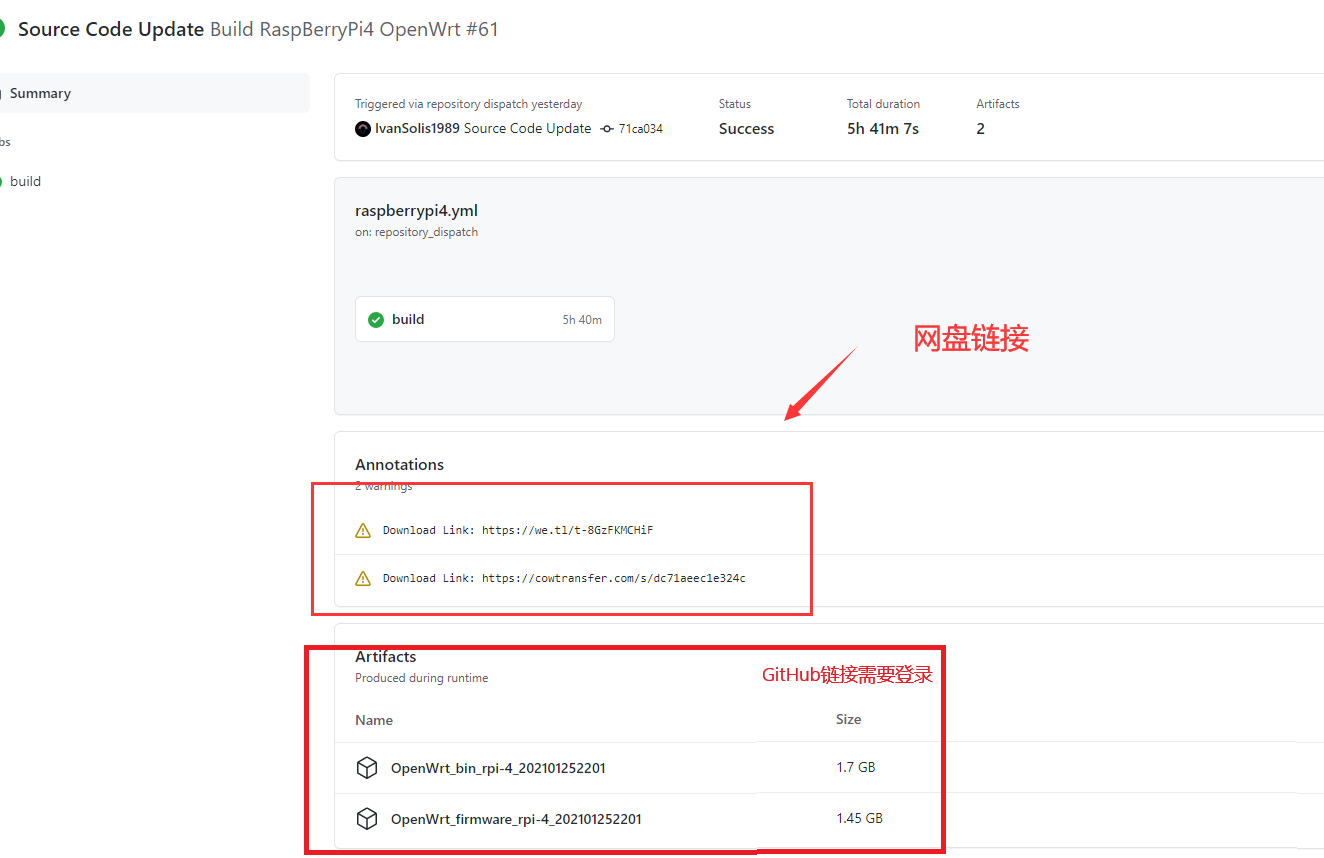 Source Code Update Build RaspBerryPi4 OpenWrt #61
Summary
bs
build
Triggered via repository dispatch yesterday
IvanSolis1989 Source Code Update 71ca034
Status
Success
Total duration
5h 41m 7s
Artifacts
2
raspberrypi4.yml
on: repository_dispatch
build 5h 40m
网盘链接
Annotations
2 warnings
Download Link: https://we.tl/t-8GzFKMCHiF
Download Link: https://cowtransfer.com/s/dc71aeec1e324c
Artifacts
Produced during runtime
GitHub链接需要登录
Name Size
OpenWrt_bin_rpi-4_202101252201 1.7 GB
OpenWrt_firmware_rpi-4_202101252201 1.45 GB